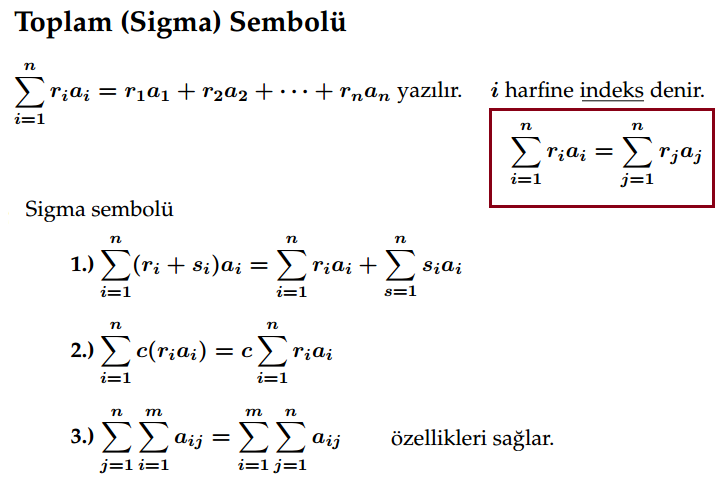 Toplam (Sigma) Sembolü
$\sum_{i=1}^{n} r_i a_i = r_1 a_1 + r_2 a_2 + \cdots + r_n a_n$ yazılır. $i$ harfine indeks denir.
$\sum_{i=1}^{n} r_i a_i = \sum_{j=1}^{n} r_j a_j$
Sigma sembolü
1.) $\sum_{i=1}^{n} (r_i + s_i) a_i = \sum_{i=1}^{n} r_i a_i + \sum_{s=1}^{n} s_i a_i$
2.) $\sum_{i=1}^{n} c(r_i a_i) = c \sum_{i=1}^{n} r_i a_i$
3.) $\sum_{j=1}^{n} \sum_{i=1}^{m} a_{ij} = \sum_{i=1}^{m} \sum_{j=1}^{n} a_{ij}$ özellikleri sağlar.